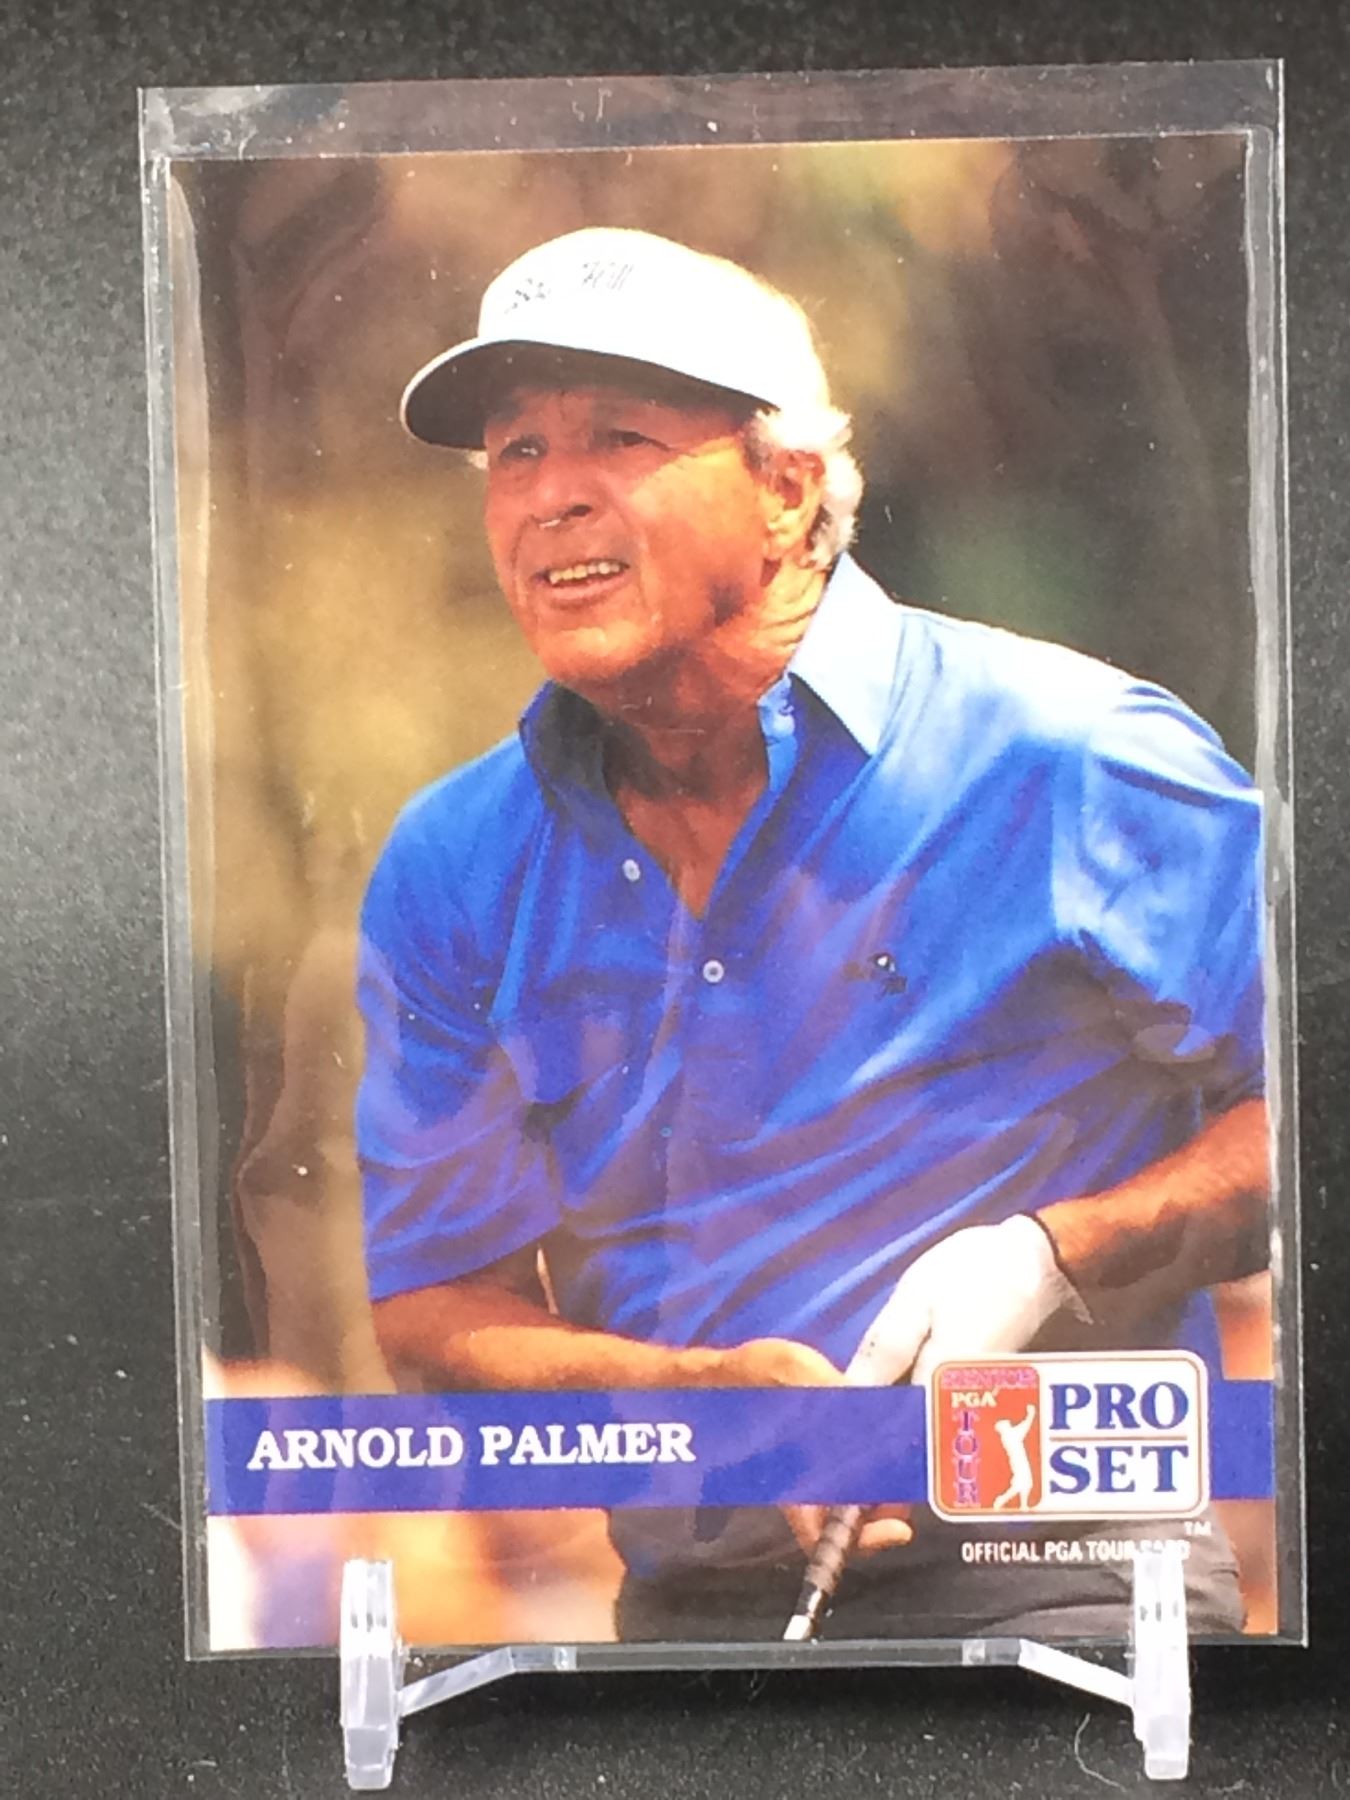 ARNOLD PALMER
SENIOR
PGA
TOUR
PRO
SET
TM
OFFICIAL PGA TOUR CARD